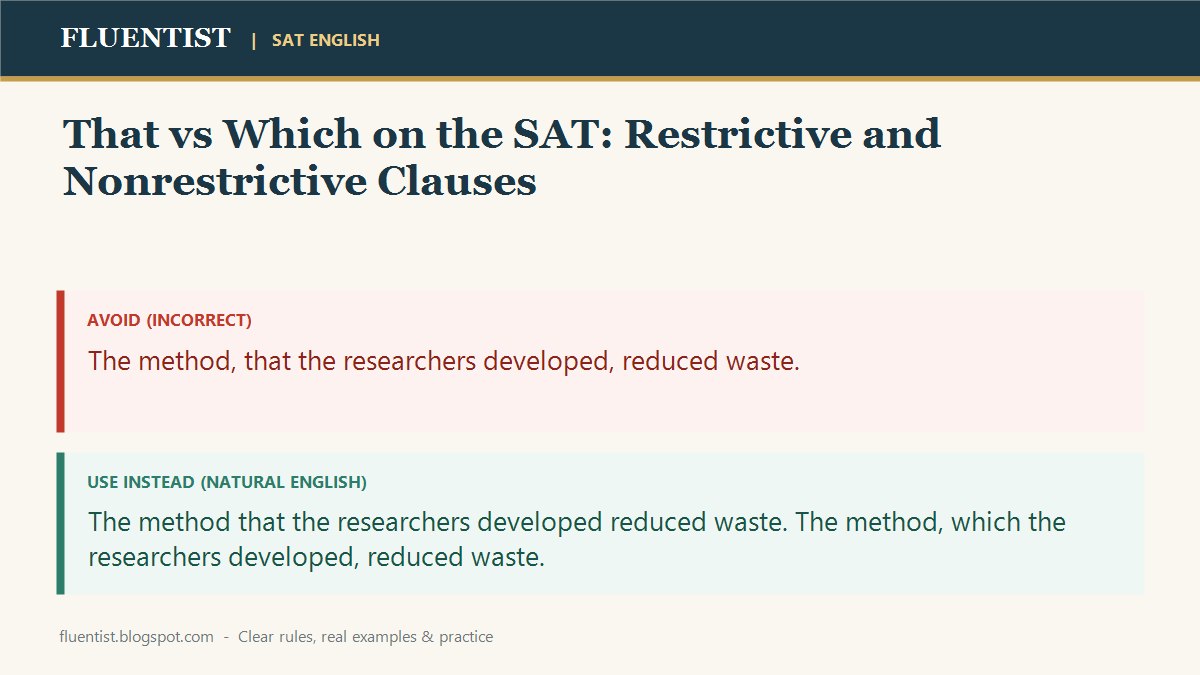 FLUENTIST | SAT ENGLISH
That vs Which on the SAT: Restrictive and
Nonrestrictive Clauses
AVOID (INCORRECT)
The method, that the researchers developed, reduced waste.
USE INSTEAD (NATURAL ENGLISH)
The method that the researchers developed reduced waste. The method, which the
researchers developed, reduced waste.
fluentist.blogspot.com - Clear rules, real examples & practice